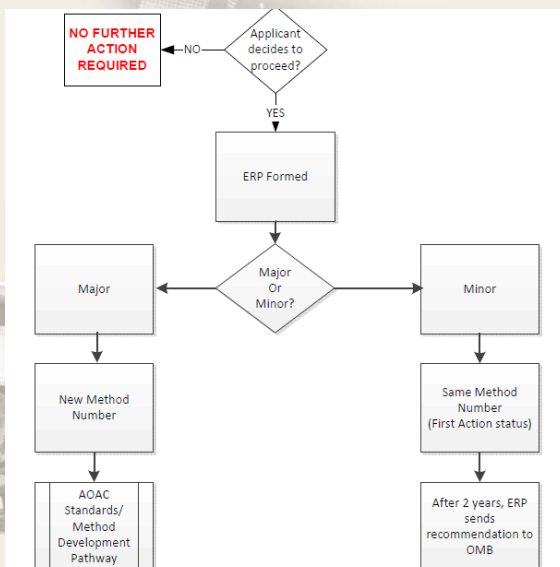 NO FURTHER
ACTION
REQUIRED
NO
Applicant
decides to
proceed?
YES
ERP Formed
Major
Or
Minor?
Major
Minor
New Method
Number
Same Method
Number
(First Action status)
AOAC
Standards/
Method
Development
Pathway
After 2 years, ERP
sends
recommendation to
OMB